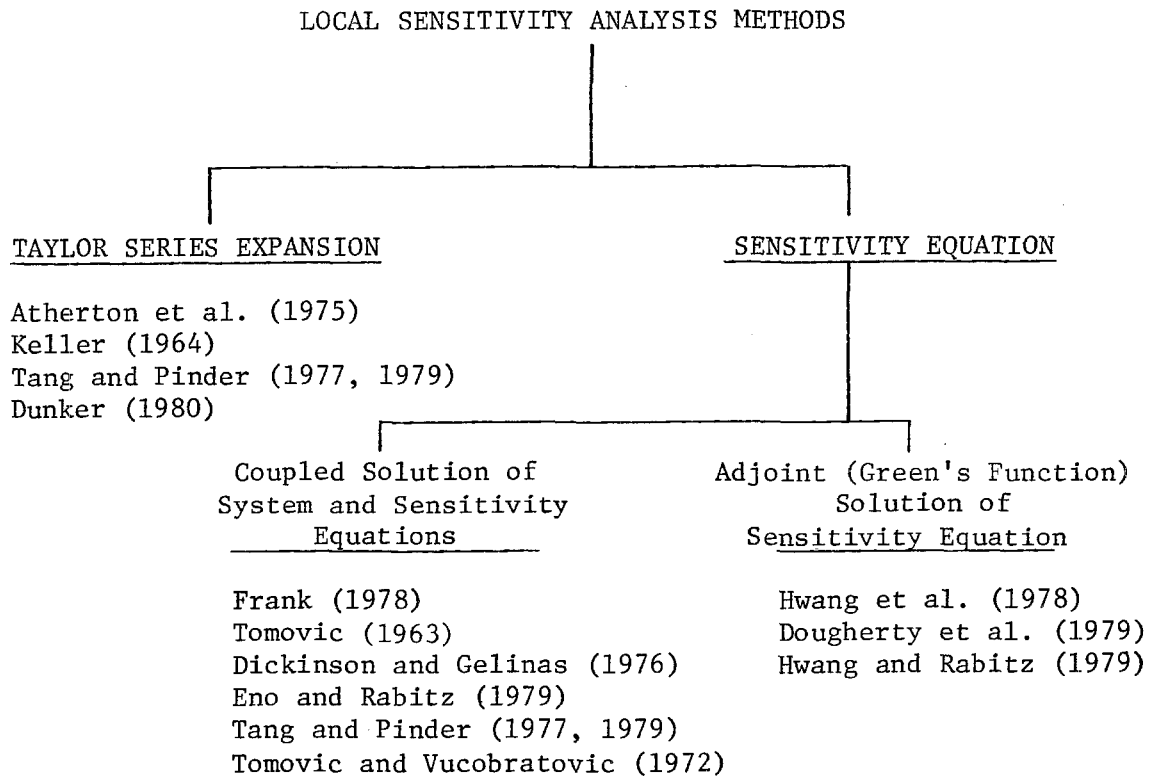 LOCAL SENSITIVITY ANALYSIS METHODS
TAYLOR SERIES EXPANSION
Atherton et al. (1975)
Keller (1964)
Tang and Pinder (1977, 1979)
Dunker (1980)
SENSITIVITY EQUATION
Coupled Solution of
System and Sensitivity
Equations
Frank (1978)
Tomovic (1963)
Dickinson and Gelinas (1976)
Eno and Rabitz (1979)
Tang and Pinder (1977, 1979)
Tomovic and Vucobratovic (1972)
Adjoint (Green's Function)
Solution of
Sensitivity Equation
Hwang et al. (1978)
Dougherty et al. (1979)
Hwang and Rabitz (1979)